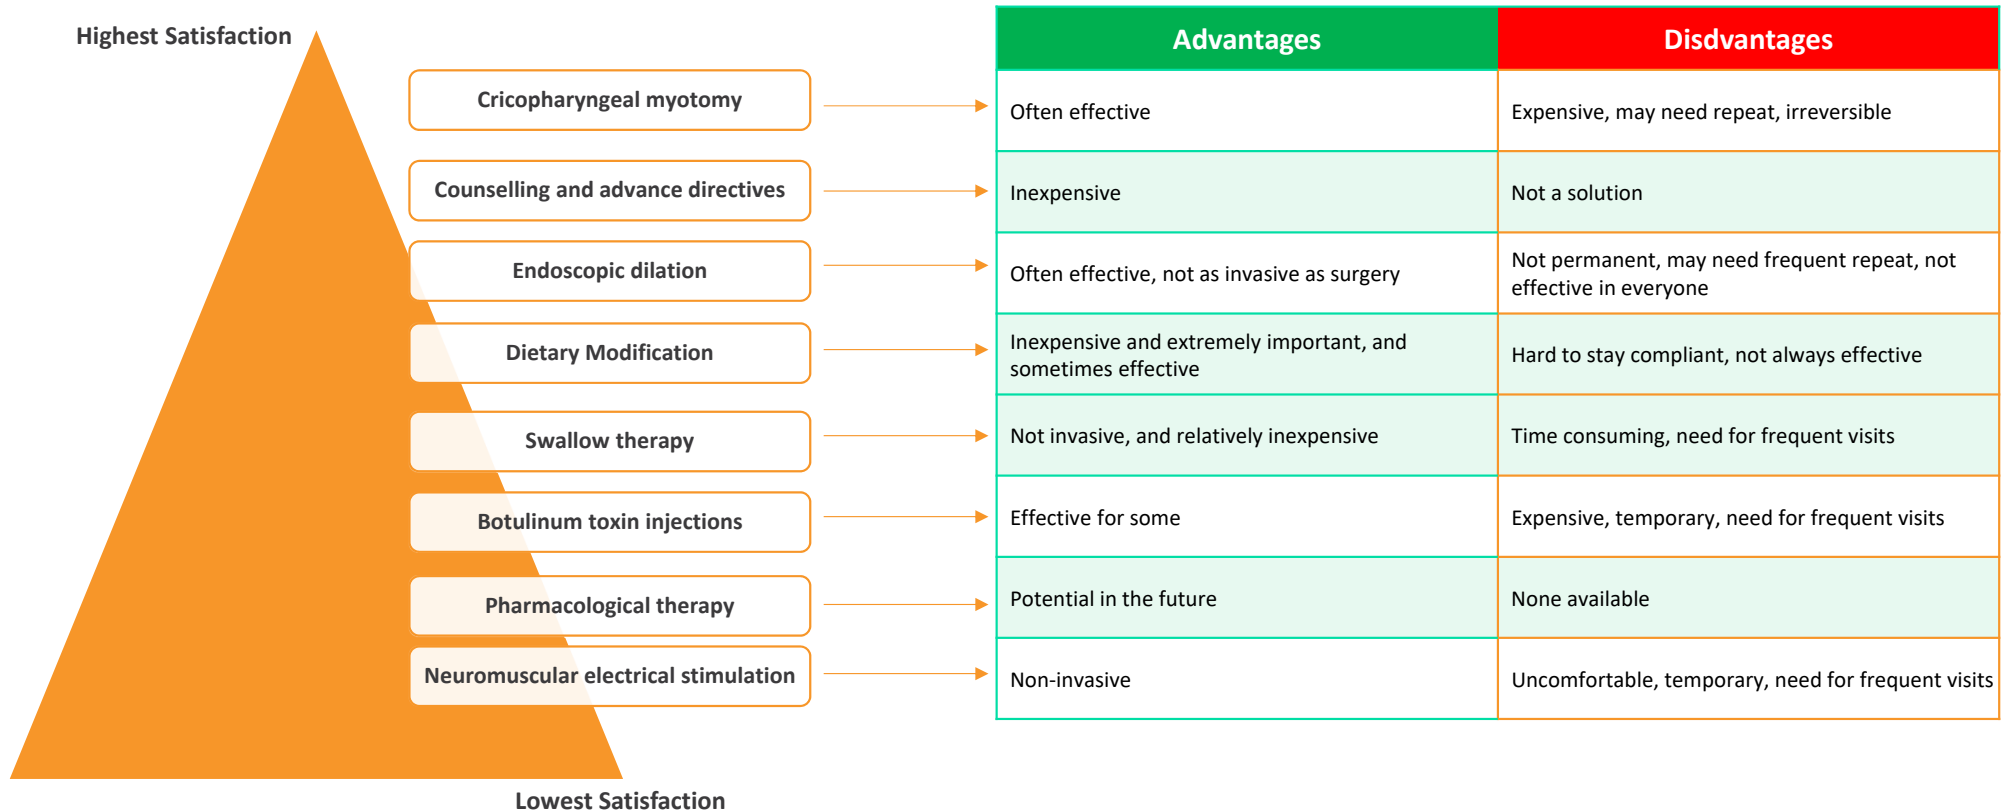 Highest Satisfaction
Advantages
Disdvantages
Cricopharyngeal myotomy
Often effective
Expensive, may need repeat, irreversible
Counselling and advance directives
Inexpensive
Not a solution
Endoscopic dilation
Often effective, not as invasive as surgery
Not permanent, may need frequent repeat, not
effective in everyone
Dietary Modification
Inexpensive and extremely important, and
sometimes effective
Hard to stay compliant, not always effective
Swallow therapy
Not invasive, and relatively inexpensive
Time consuming, need for frequent visits
Botulinum toxin injections
Effective for some
Expensive, temporary, need for frequent visits
Pharmacological therapy
Potential in the future
None available
Neuromuscular electrical stimulation
Non-invasive
Uncomfortable, temporary, need for frequent visits
Lowest Satisfaction